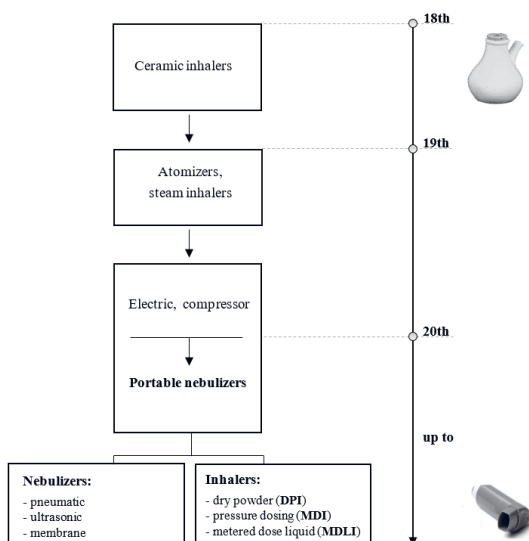 18th
Ceramic inhalers
19th
Atomizers,
steam inhalers
Electric, compressor
20th
Portable nebulizers
up to
Nebulizers:
- pneumatic
- ultrasonic
- membrane
Inhalers:
- dry powder (DPI)
- pressure dosing (MDI)
- metered dose liquid (MDLI)